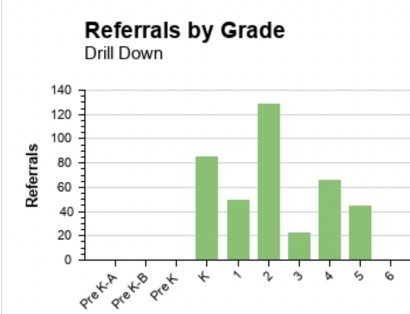 Referrals by Grade
Drill Down
140
120
100
80
60
40
20
0
Referrals
Pre K-A
Pre K-B
Pre K
K
1
2
3
4
5
6